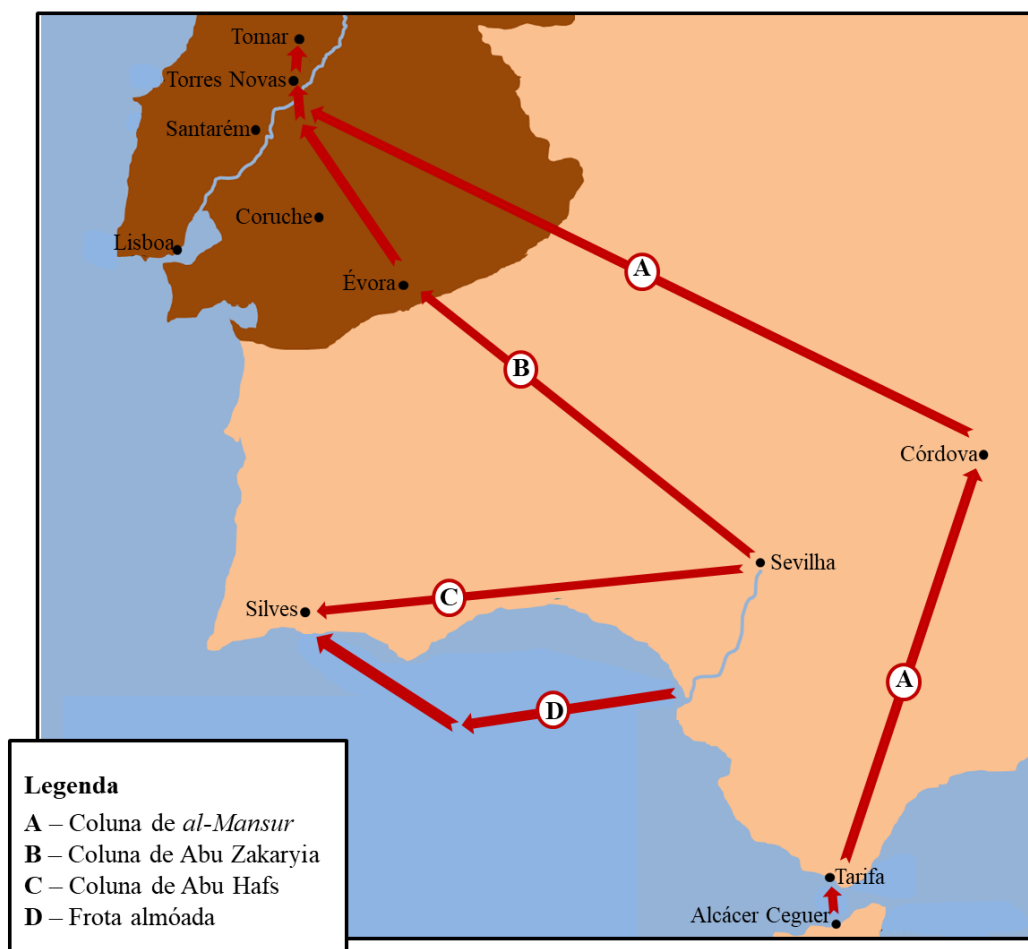 Tomar
Torres Novas
Santarém
Coruche
Lisboa
A
Évora
B
Córdova
Sevilha
C
Silves
A
D
Legenda
A – Coluna de al-Mansur
B – Coluna de Abu Zakaryia
C – Coluna de Abu Hafs
D – Frota almóada
Tarifa
Alcácer Ceguer